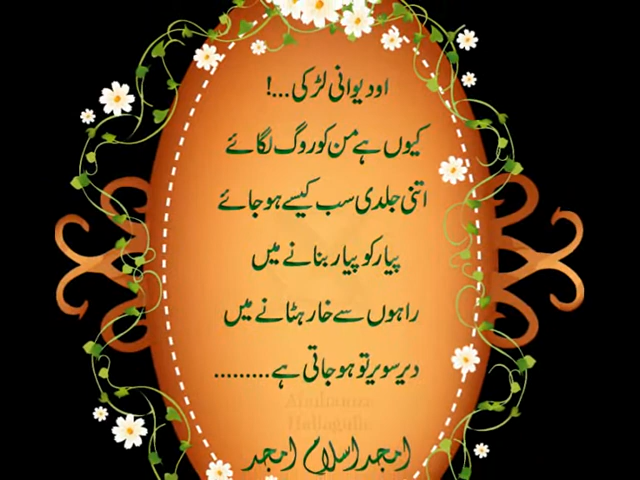 او دیوانی لڑکی...!
کیوں ہے من کو روگ لگائے
اتنی جلدی سب کیسے ہو جائے
پیار کو پیار بنانے میں
راہوں سے خار ہٹانے میں
دیر سویر تو ہو جاتی ہے.........
Abuhamza
امجد اسلام امجد